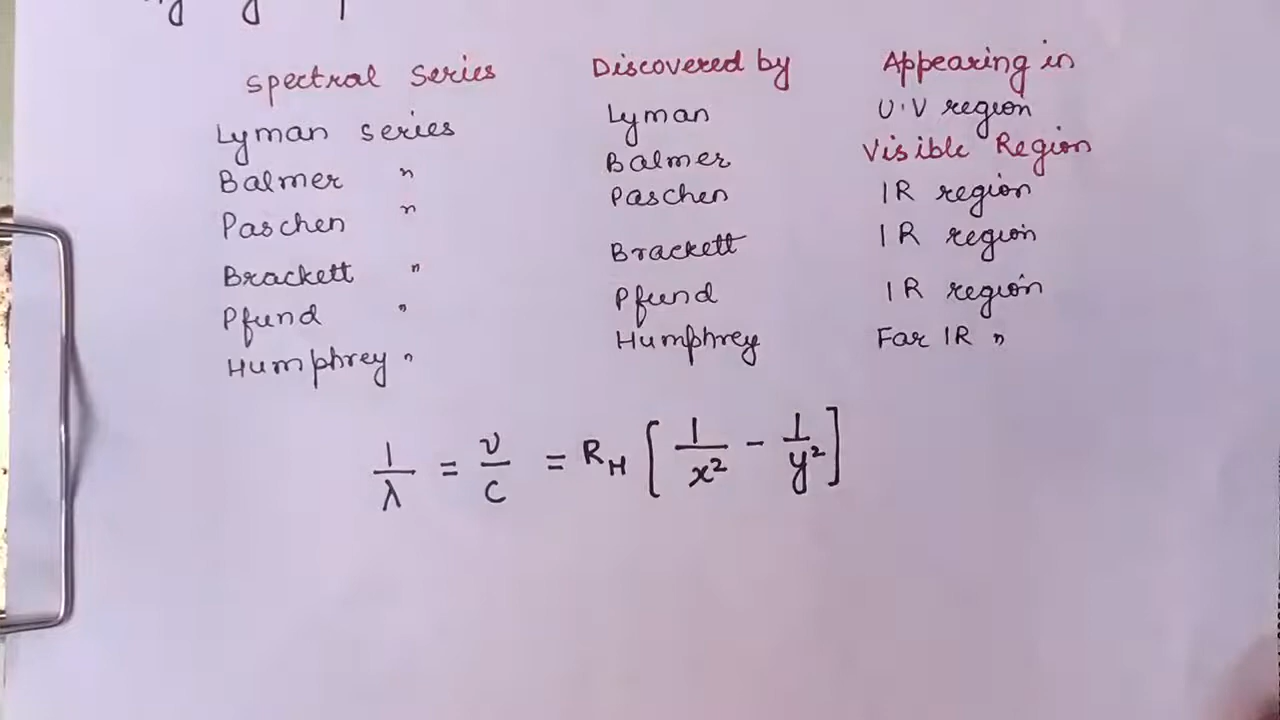 Spectral Series Discovered by Appearing in
Lyman series Lyman U.V region
Balmer " Balmer Visible Region
Paschen " Paschen IR region
Brackett " Brackett IR region
Pfund " Pfund IR region
Humphrey " Humphrey Far IR "
1/λ = ν/c = R_H [ 1/x² - 1/y² ]